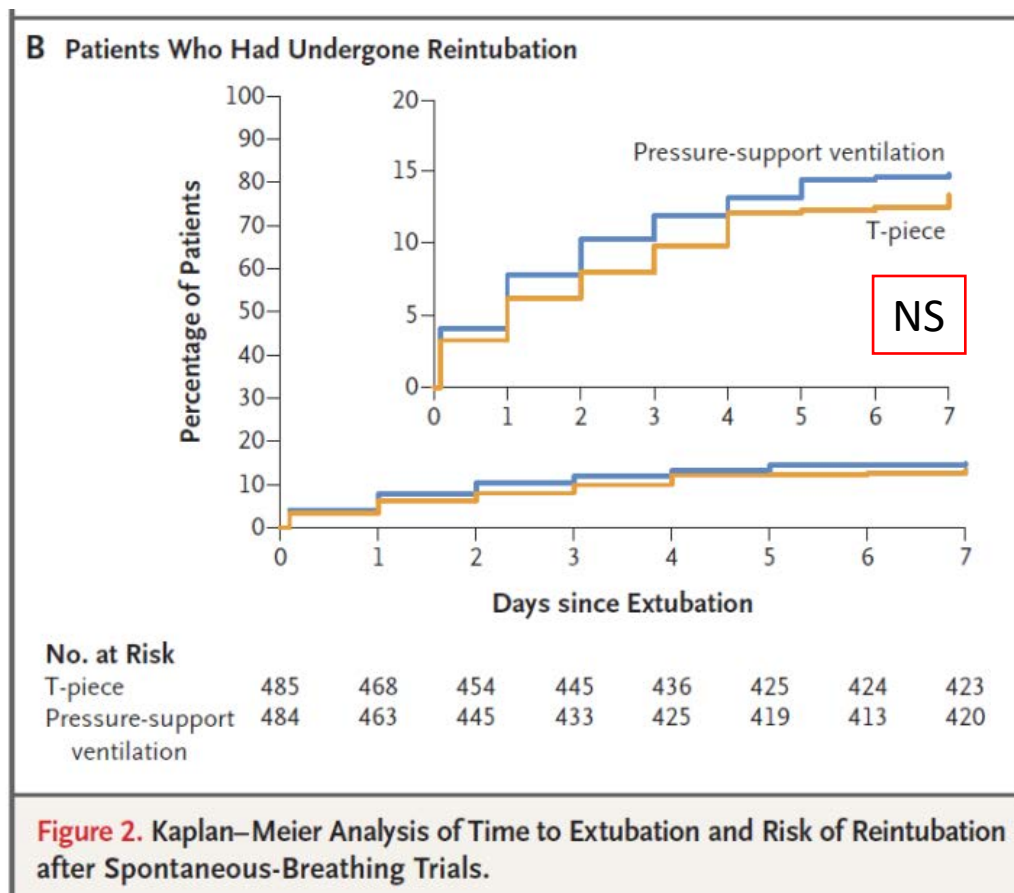 B Patients Who Had Undergone Reintubation
100
90
80
70
60
50
40
30
20
10
0
Percentage of Patients
20
15
10
5
0
Pressure-support ventilation
T-piece
NS
0 1 2 3 4 5 6 7
0 1 2 3 4 5 6 7
Days since Extubation
No. at Risk
T-piece 485 468 454 445 436 425 424 423
Pressure-support 484 463 445 433 425 419 413 420
ventilation
Figure 2. Kaplan–Meier Analysis of Time to Extubation and Risk of Reintubation
after Spontaneous-Breathing Trials.